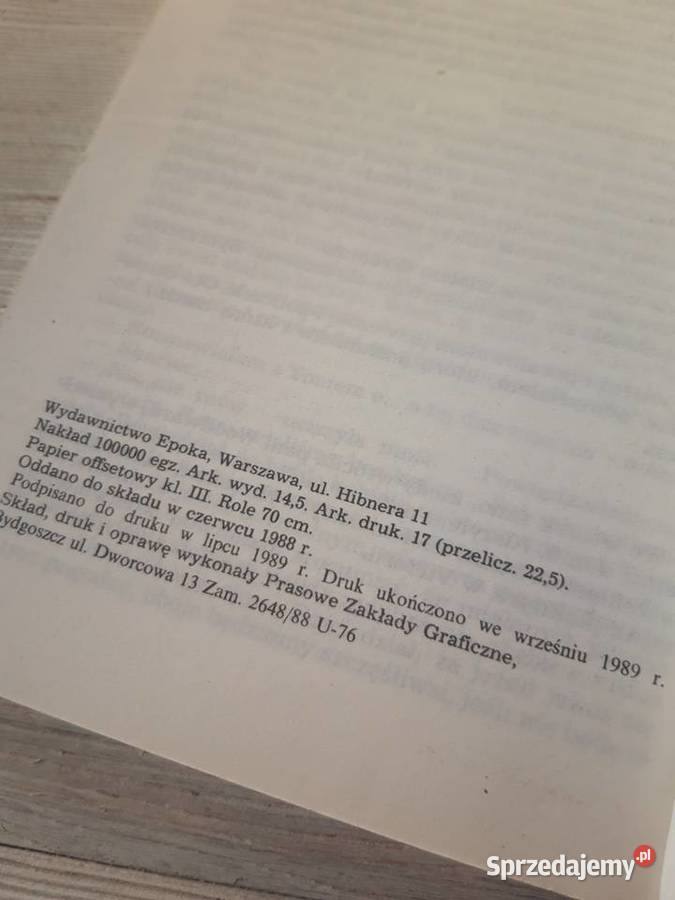 Wydawnictwo Epoka, Warszawa, ul. Hibnera 11
Nakład 100000 egz. Ark. wyd. 14,5. Ark. druk. 17 (przelicz. 22,5).
Papier offsetowy kl. III. Role 70 cm.
Oddano do składu w czerwcu 1988 r.
Podpisano do druku w lipcu 1989 r. Druk ukończono we wrześniu 1989 r.
Skład, druk i oprawę wykonały Prasowe Zakłady Graficzne,
Bydgoszcz ul. Dworcowa 13 Zam. 2648/88 U-76
Sprzedajemy.pl